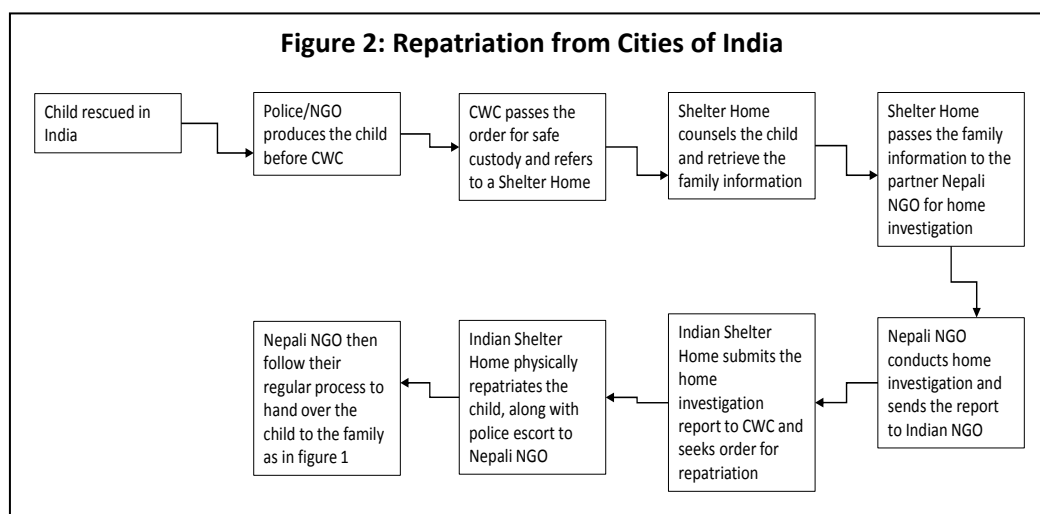 Figure 2: Repatriation from Cities of India
Child rescued in
India
Police/NGO
produces the child
before CWC
CWC passes the
order for safe
custody and refers
to a Shelter Home
Shelter Home
counsels the child
and retrieve the
family information
Shelter Home
passes the family
information to the
partner Nepali
NGO for home
investigation
Nepali NGO
conducts home
investigation and
sends the report
to Indian NGO
Indian Shelter
Home submits the
home
investigation
report to CWC and
seeks order for
repatriation
Indian Shelter
Home physically
repatriates the
child, along with
police escort to
Nepali NGO
Nepali NGO then
follow their
regular process to
hand over the
child to the family
as in figure 1